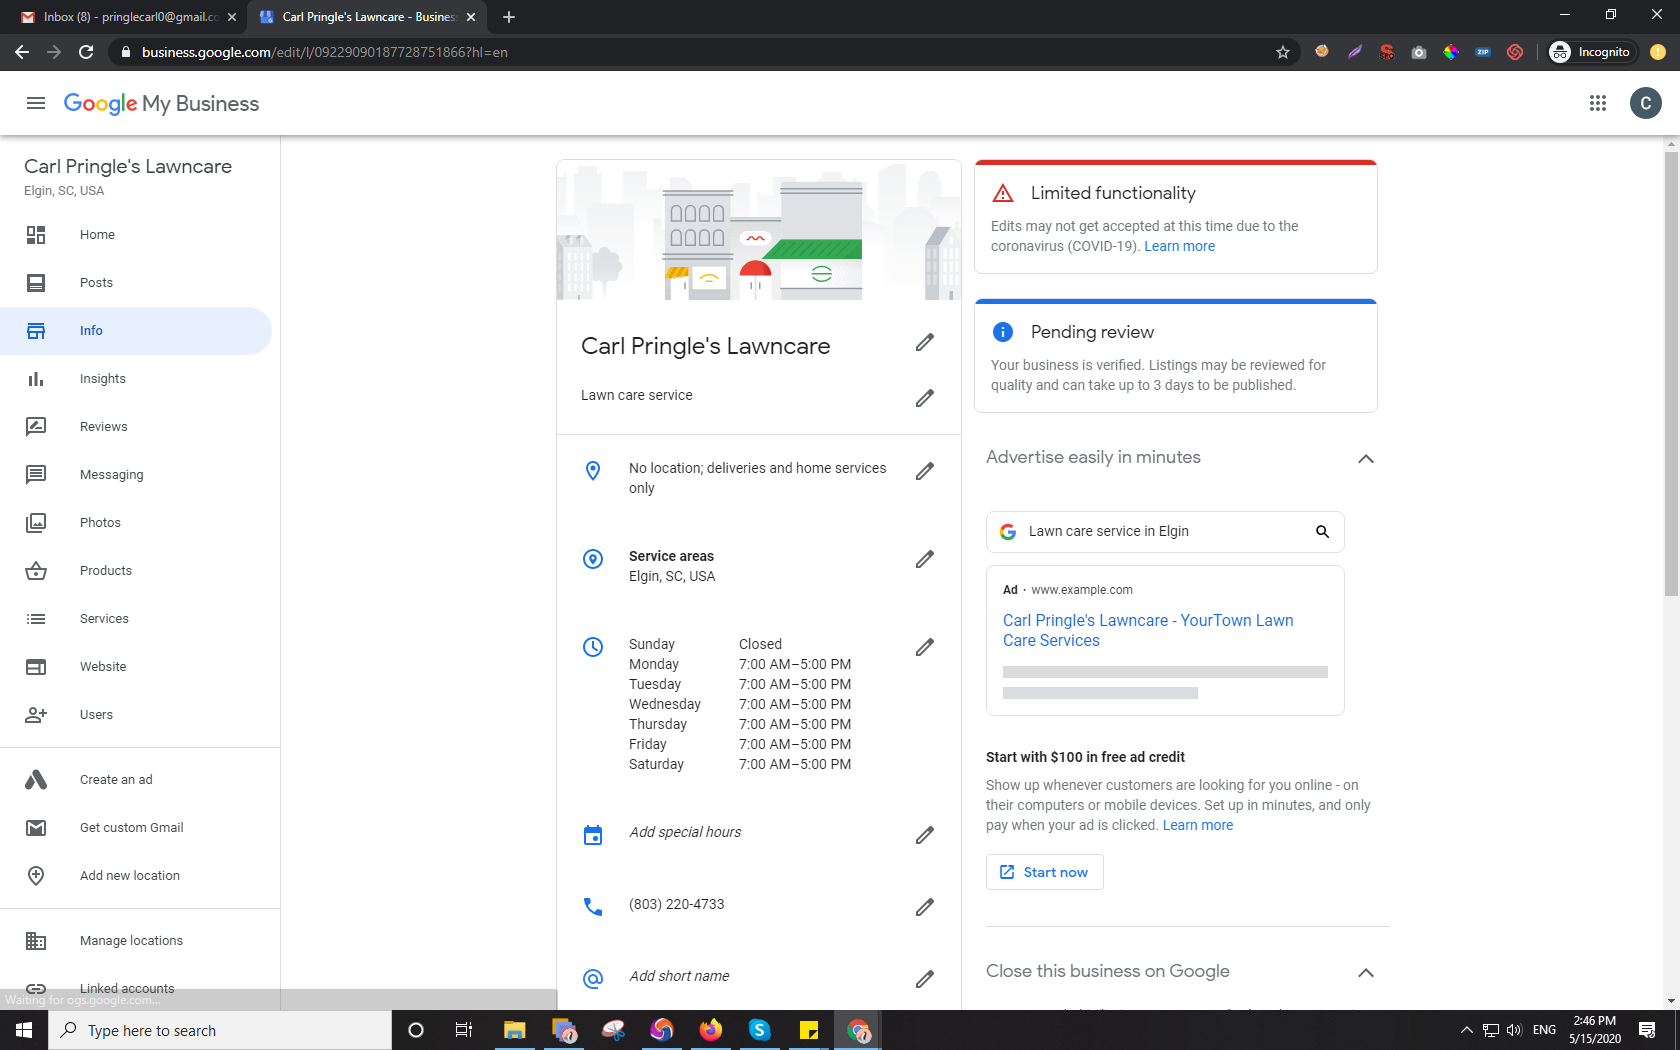 Inbox (8) - pringlecarl0@gmail.co
Carl Pringle's Lawncare - Business
business.google.com/edit/l/09229090187728751866?hl=en
SEO
ZIP
Incognito
Google My Business
C
Carl Pringle's Lawncare
Elgin, SC, USA
Home
Posts
Info
Insights
Reviews
Messaging
Photos
Products
Services
Website
Users
Create an ad
Get custom Gmail
Add new location
Manage locations
Linked accounts
Waiting for ogs.google.com...
Carl Pringle's Lawncare
Lawn care service
No location; deliveries and home services
only
Service areas
Elgin, SC, USA
Sunday Closed
Monday 7:00 AM–5:00 PM
Tuesday 7:00 AM–5:00 PM
Wednesday 7:00 AM–5:00 PM
Thursday 7:00 AM–5:00 PM
Friday 7:00 AM–5:00 PM
Saturday 7:00 AM–5:00 PM
Add special hours
(803) 220-4733
Add short name
Limited functionality
Edits may not get accepted at this time due to the
coronavirus (COVID-19). Learn more
Pending review
Your business is verified. Listings may be reviewed for
quality and can take up to 3 days to be published.
Advertise easily in minutes
Lawn care service in Elgin
Ad · www.example.com
Carl Pringle's Lawncare - YourTown Lawn
Care Services
Start with $100 in free ad credit
Show up whenever customers are looking for you online - on
their computers or mobile devices. Set up in minutes, and only
pay when your ad is clicked. Learn more
Start now
Close this business on Google
Type here to search
ENG
2:46 PM
5/15/2020